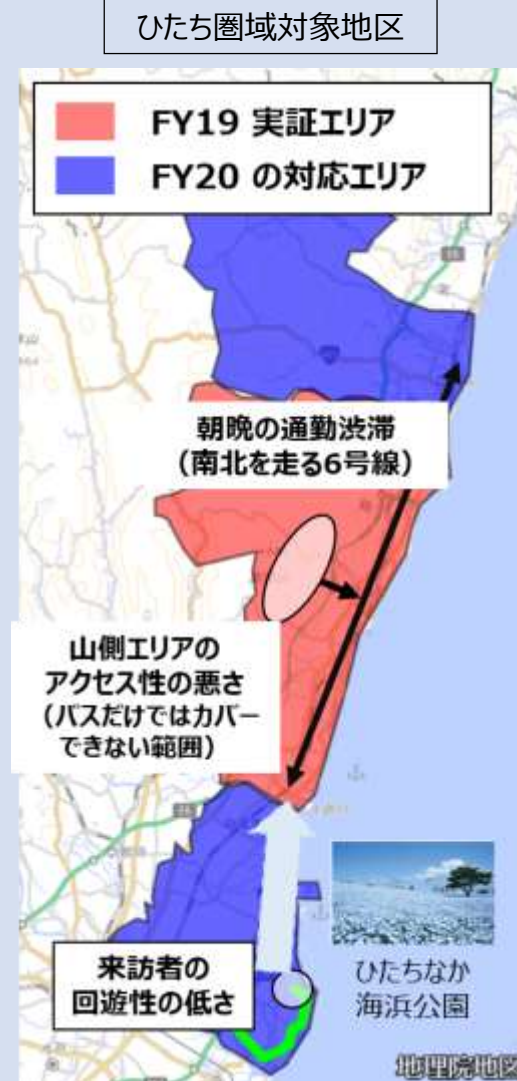 ひたち圏域対象地区
FY19 実証エリア
FY20 の対応エリア
朝晩の通勤渋滞
（南北を走る6号線）
山側エリアの
アクセス性の悪さ
（バスだけではカバー
できない範囲）
来訪者の
回遊性の低さ
ひたちなか
海浜公園
地理院地図